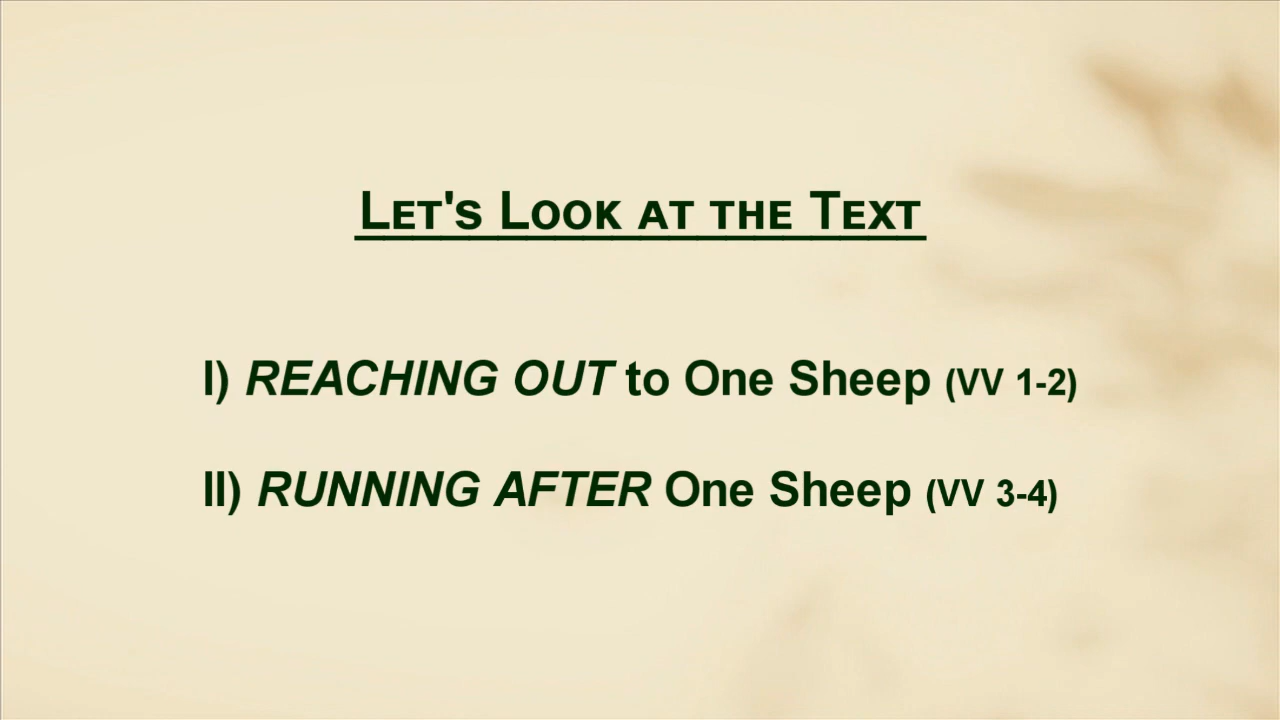 Let's Look at the Text
I) REACHING OUT to One Sheep (VV 1-2)
II) RUNNING AFTER One Sheep (VV 3-4)